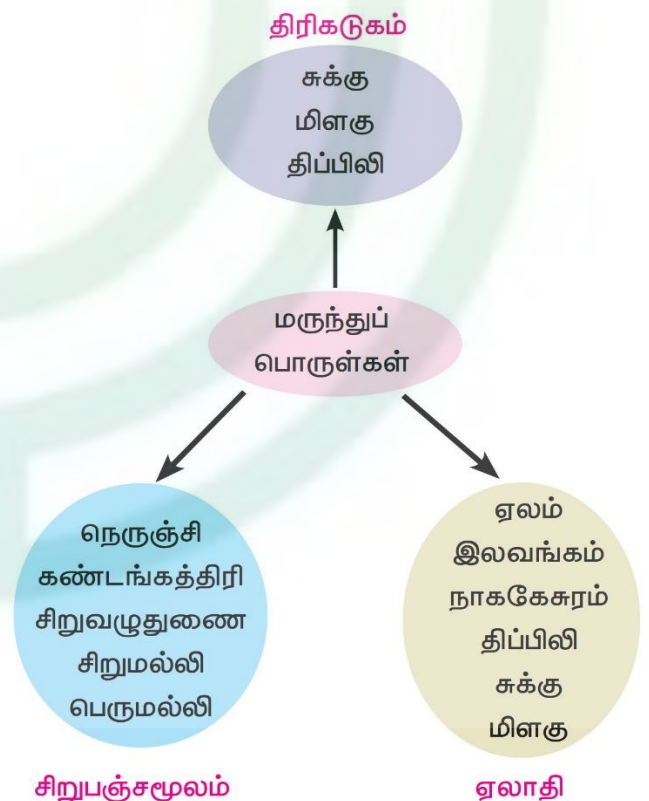 திரிகடுகம்
சுக்கு
மிளகு
திப்பிலி
மருந்துப்
பொருள்கள்
நெருஞ்சி
கண்டங்கத்திரி
சிறுவழுதுணை
சிறுமல்லி
பெருமல்லி
சிறுபஞ்சமூலம்
ஏலம்
இலவங்கம்
நாககேசுரம்
திப்பிலி
சுக்கு
மிளகு
ஏலாதி